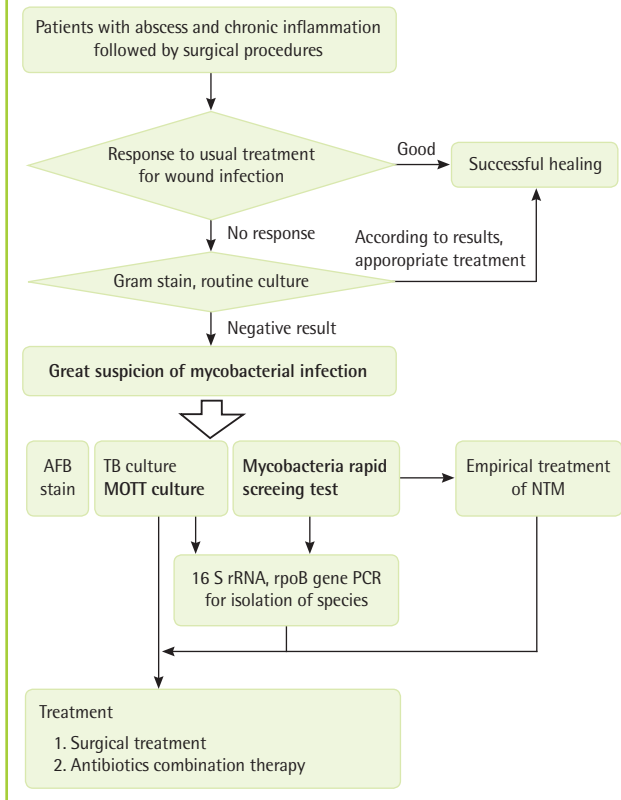 Patients with abscess and chronic inflammation
followed by surgical procedures
Response to usual treatment
for wound infection
Good
Successful healing
No response
According to results,
apporopriate treatment
Gram stain, routine culture
Negative result
Great suspicion of mycobacterial infection
AFB
stain
TB culture
MOTT culture
Mycobacteria rapid
screeing test
Empirical treatment
of NTM
16 S rRNA, rpoB gene PCR
for isolation of species
Treatment
1. Surgical treatment
2. Antibiotics combination therapy